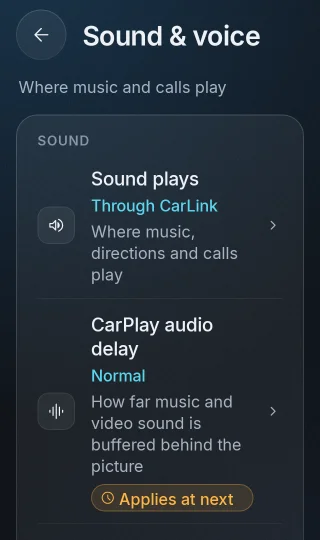 Sound & voice
Where music and calls play
SOUND
Sound plays
Through CarLink
Where music,
directions and calls
play
CarPlay audio
delay
Normal
How far music and
video sound is
buffered behind the
picture
Applies at next